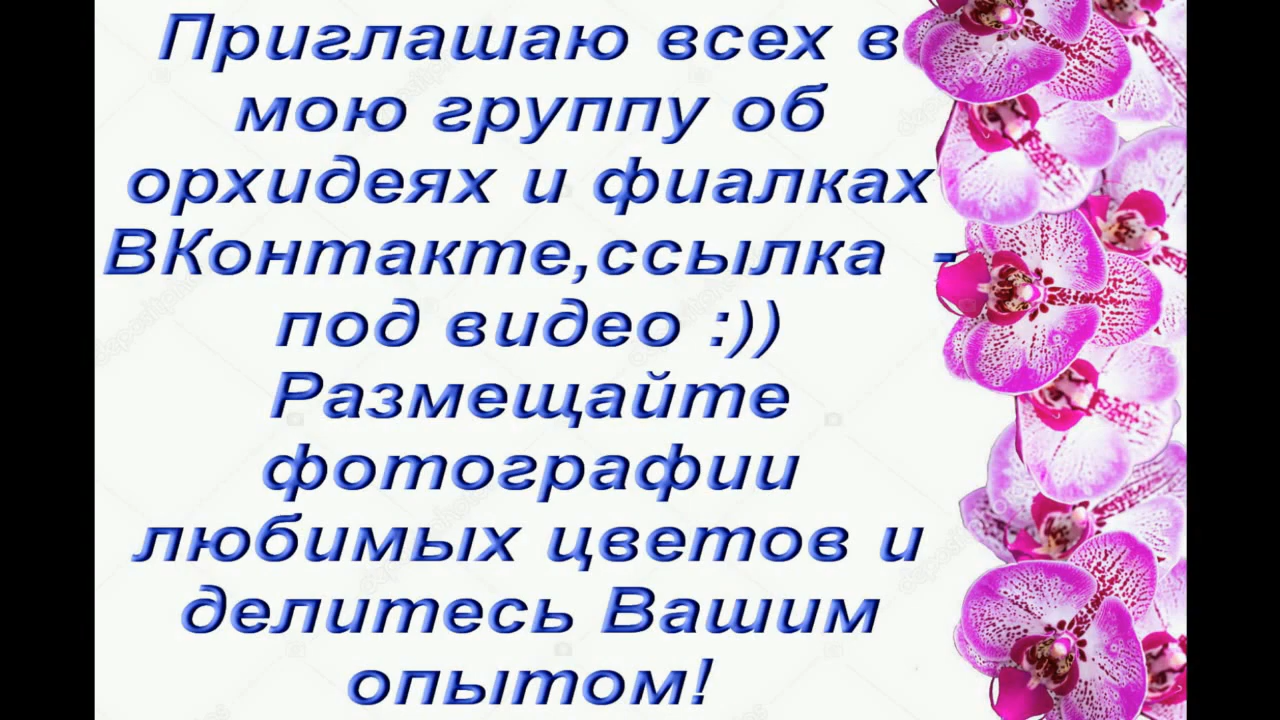 Приглашаю всех в
мою группу об
орхидеях и фиалках
ВКонтакте,ссылка -
под видео :))
Размещайте
фотографии
любимых цветов и
делитесь Вашим
опытом!